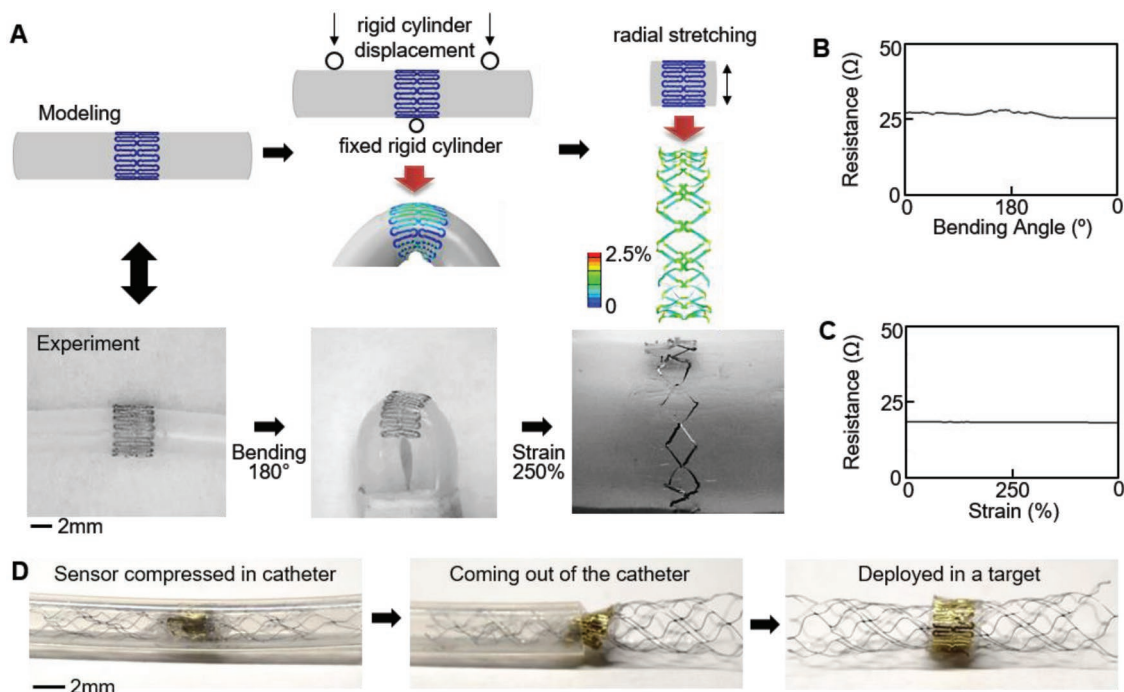 A
rigid cylinder
displacement
radial stretching
Modeling
fixed rigid cylinder
2.5%
0
Experiment
Bending
180°
Strain
250%
2mm
B
50
25
0
Resistance (Ω)
0
180
0
Bending Angle (º)
C
50
25
0
Resistance (Ω)
0
250
0
Strain (%)
D
Sensor compressed in catheter
Coming out of the catheter
Deployed in a target
2mm